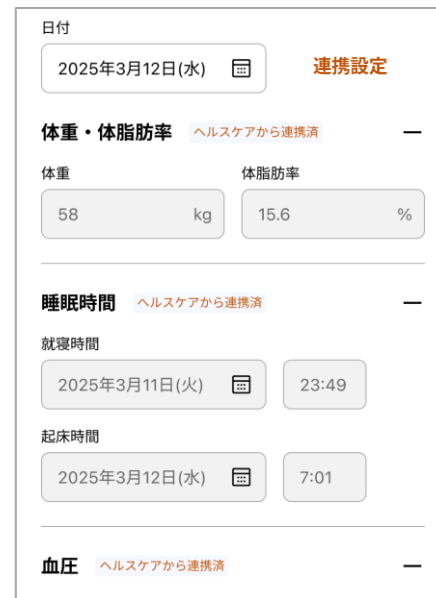 日付
2025年3月12日(水) 連携設定
体重・体脂肪率 ヘルスケアから連携済
体重 体脂肪率
58 kg 15.6 %
睡眠時間 ヘルスケアから連携済
就寝時間
2025年3月11日(火) 23:49
起床時間
2025年3月12日(水) 7:01
血圧 ヘルスケアから連携済